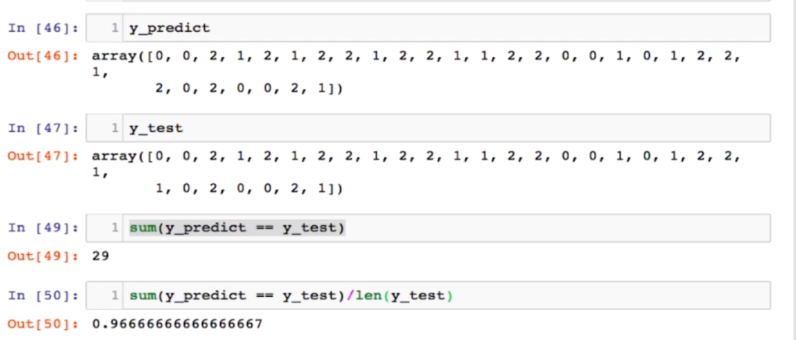 In [46]: 1 y_predict
Out[46]: array([0, 0, 2, 1, 2, 1, 2, 2, 1, 2, 2, 1, 1, 2, 2, 0, 0, 1, 0, 1, 2, 2,
1,
2, 0, 2, 0, 0, 2, 1])
In [47]: 1 y_test
Out[47]: array([0, 0, 2, 1, 2, 1, 2, 2, 1, 2, 2, 1, 1, 2, 2, 0, 0, 1, 0, 1, 2, 2,
1,
1, 0, 2, 0, 0, 2, 1])
In [49]: 1 sum(y_predict == y_test)
Out[49]: 29
In [50]: 1 sum(y_predict == y_test)/len(y_test)
Out[50]: 0.96666666666666667